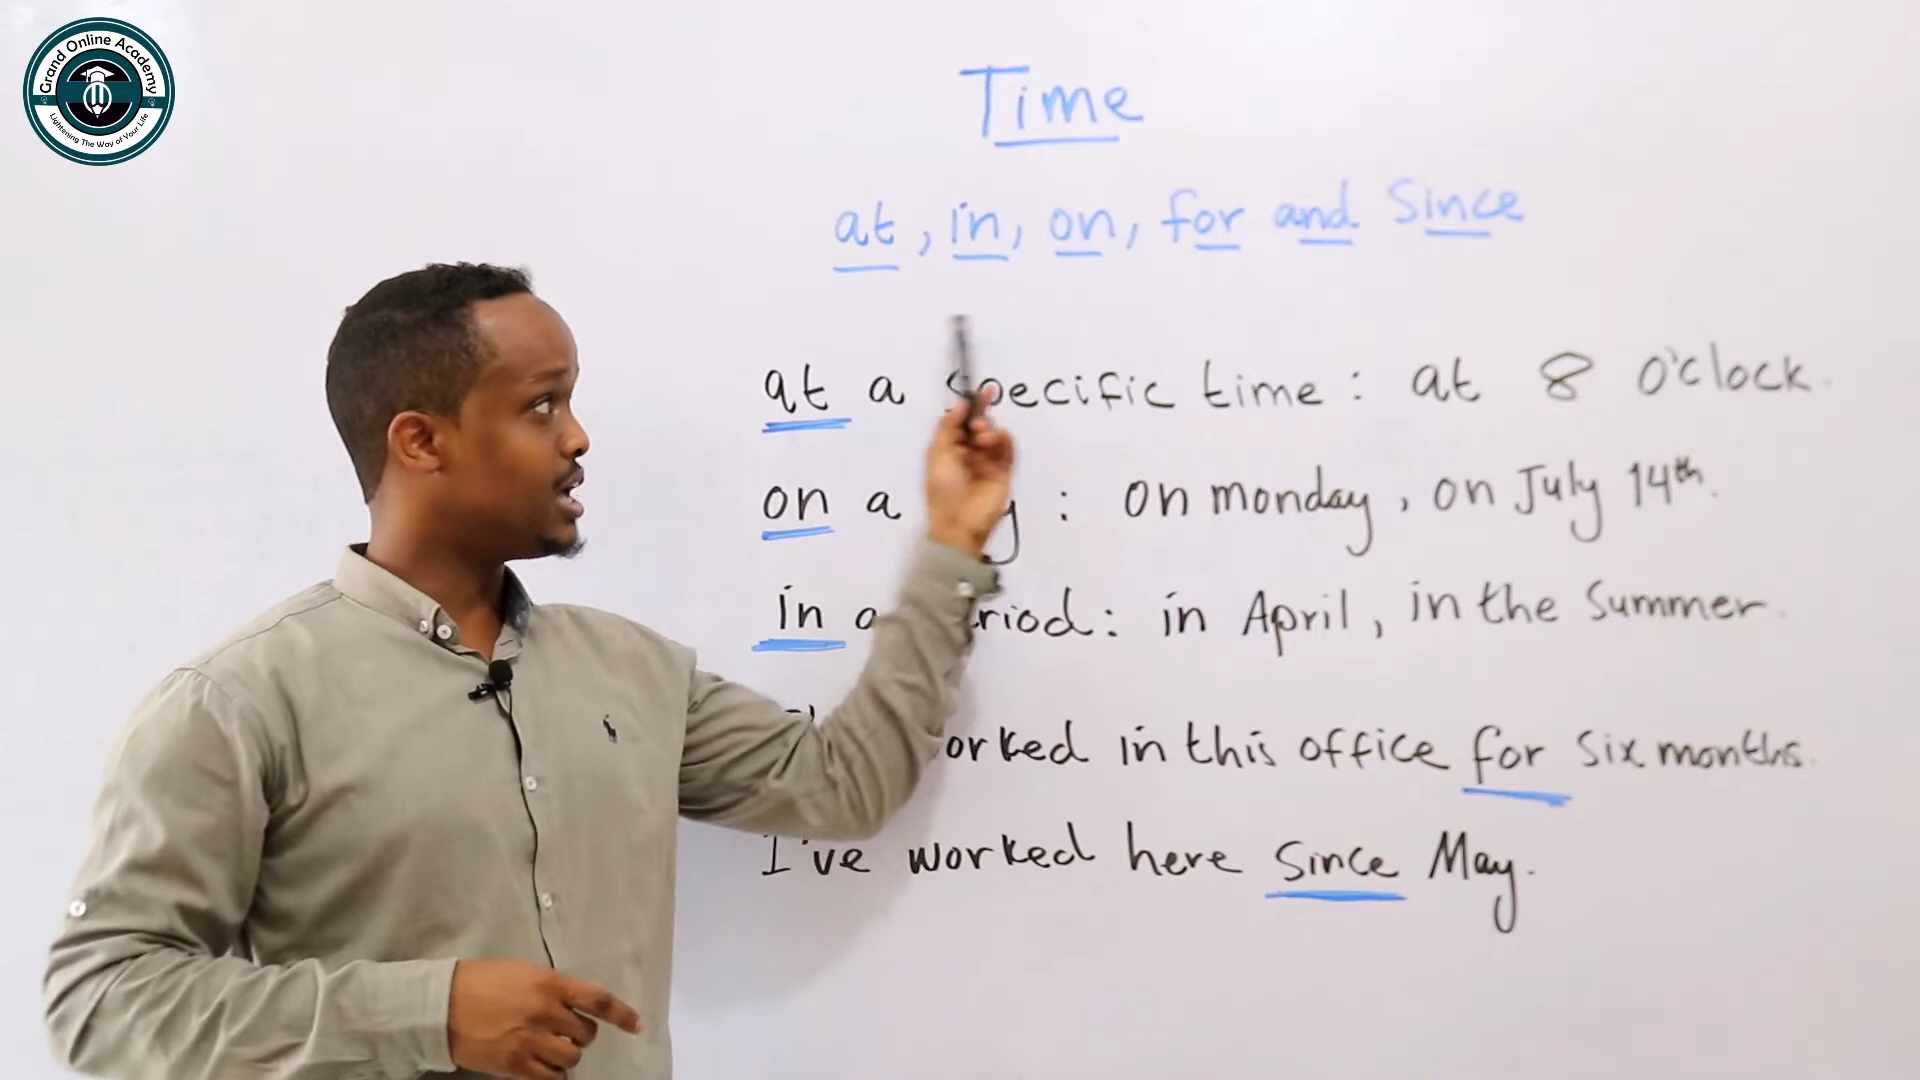 Grand Online Academy
Lightening The Way of Your Life
Time
at, in, on, for and Since
at a specific time: at 8 O'clock.
on a : on monday, on July 14th.
in a : in April, in the Summer.
in this office for six months.
I've worked here since May.